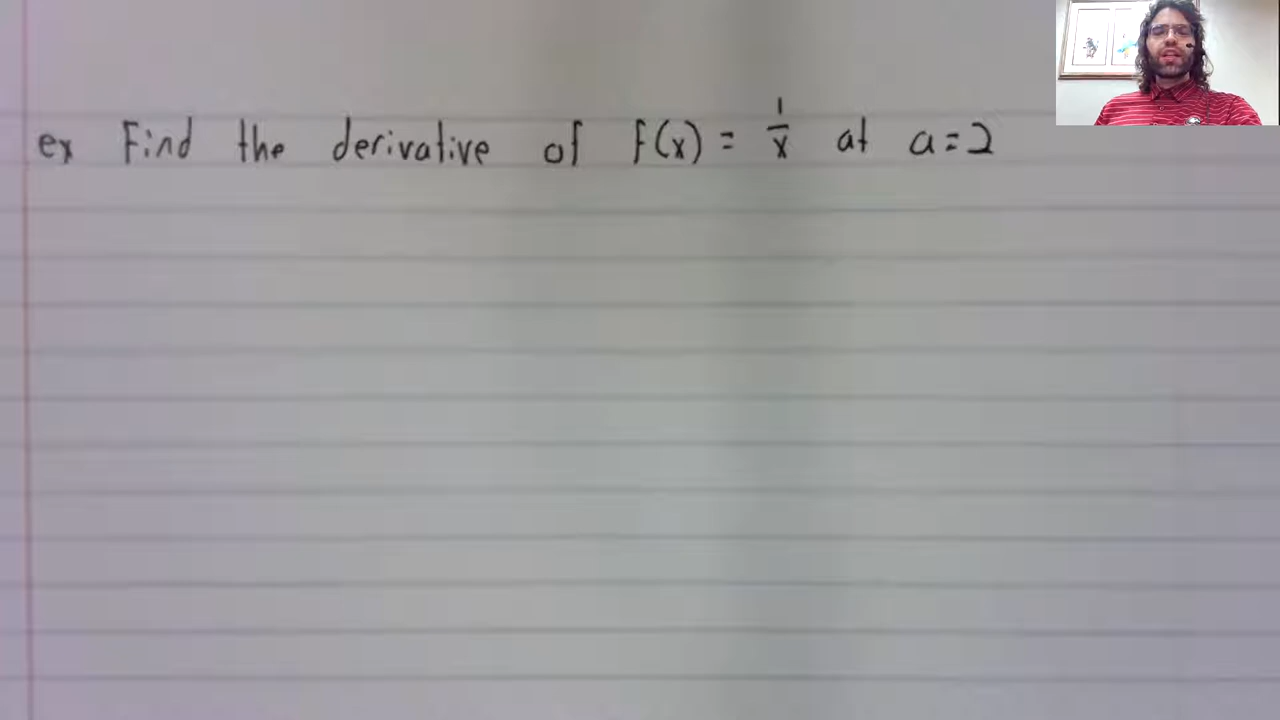 ex Find the derivative of f(x) = 1/x at a=2